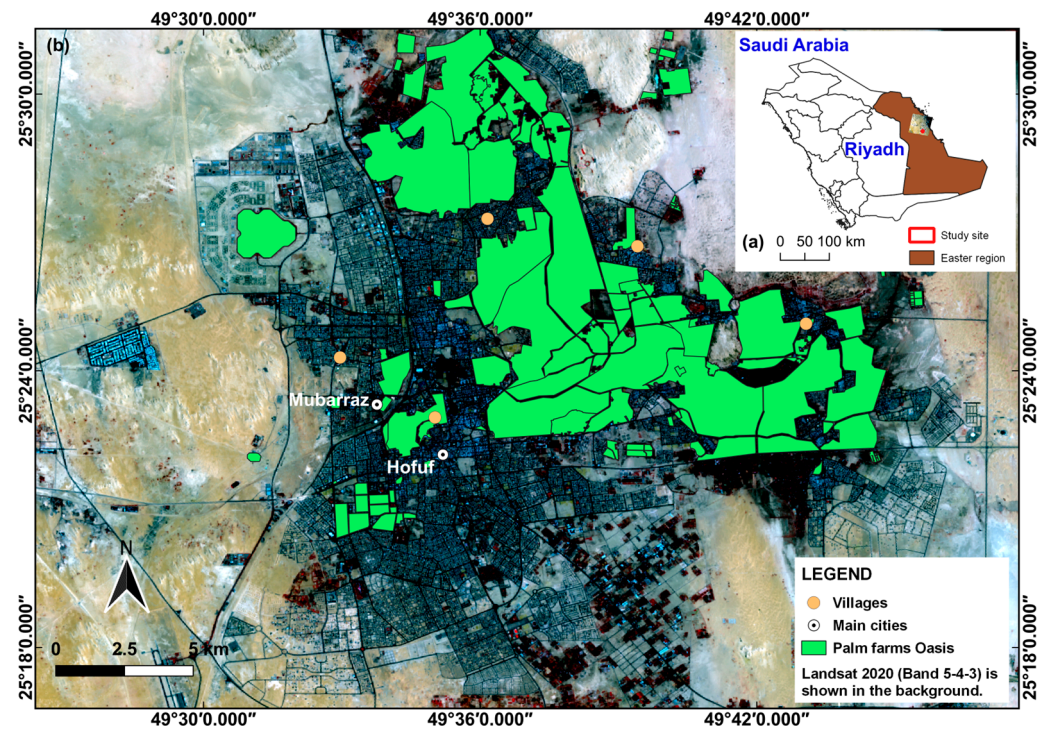 49°30′0.000″ 49°36′0.000″ 49°42′0.000″
(b)
Saudi Arabia
Riyadh
(a) 0 50 100 km
Study site
Easter region
25°30′0.000″
25°30′0.000″
25°24′0.000″
25°24′0.000″
25°18′0.000″
25°18′0.000″
Mubarraz
Hofuf
N
0 2.5 5 km
LEGEND
Villages
Main cities
Palm farms Oasis
Landsat 2020 (Band 5-4-3) is
shown in the background.
49°30′0.000″ 49°36′0.000″ 49°42′0.000″